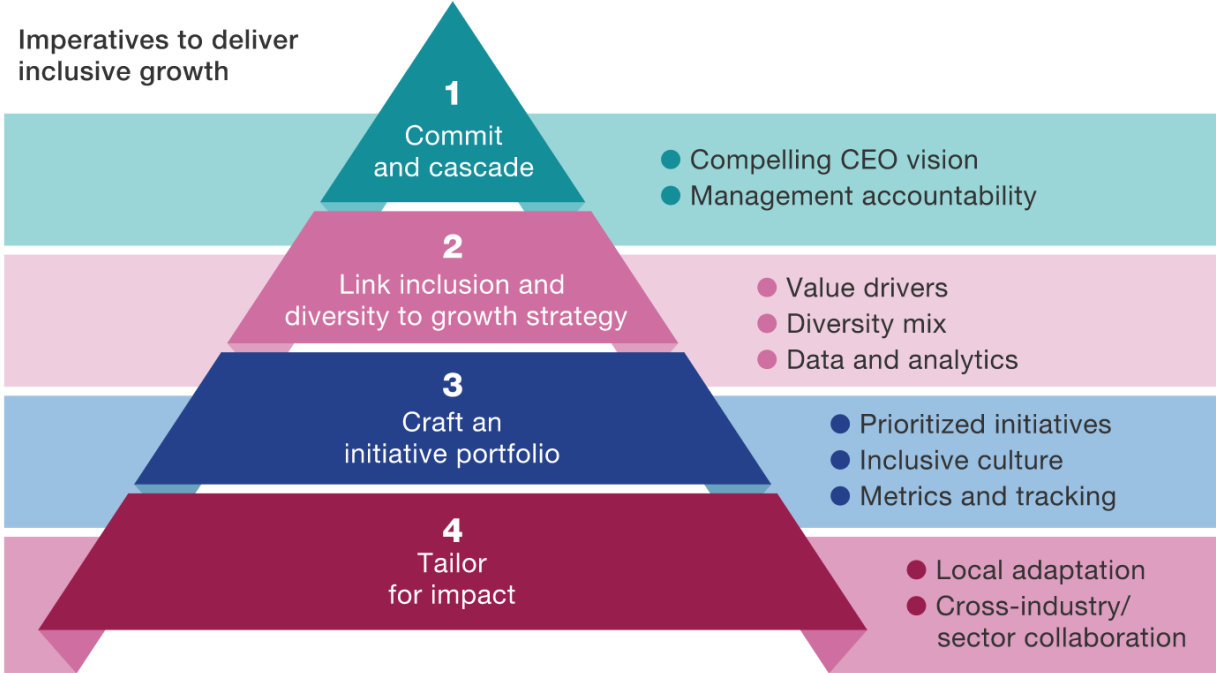 Imperatives to deliver
inclusive growth
1
Commit
and cascade
● Compelling CEO vision
● Management accountability
2
Link inclusion and
diversity to growth strategy
● Value drivers
● Diversity mix
● Data and analytics
3
Craft an
initiative portfolio
● Prioritized initiatives
● Inclusive culture
● Metrics and tracking
4
Tailor
for impact
● Local adaptation
● Cross-industry/
sector collaboration